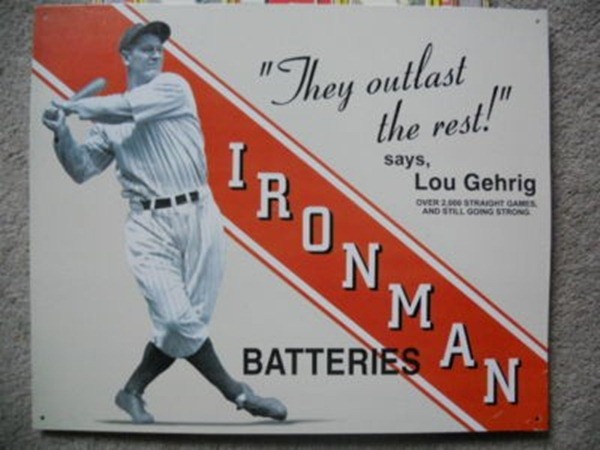 "They outlast
the rest!"
says,
Lou Gehrig
OVER 2,000 STRAIGHT GAMES,
AND STILL GOING STRONG.
IRONMAN
BATTERIES